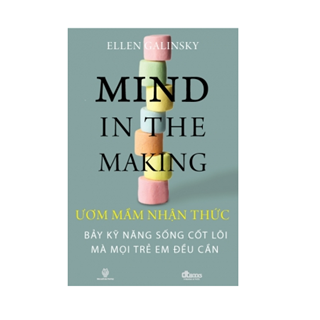 ELLEN GALINSKY
MIND
IN THE
MAKING
ƯƠM MẦM NHẬN THỨC
BẢY KỸ NĂNG SỐNG CỐT LÕI
MÀ MỌI TRẺ EM ĐỀU CẦN